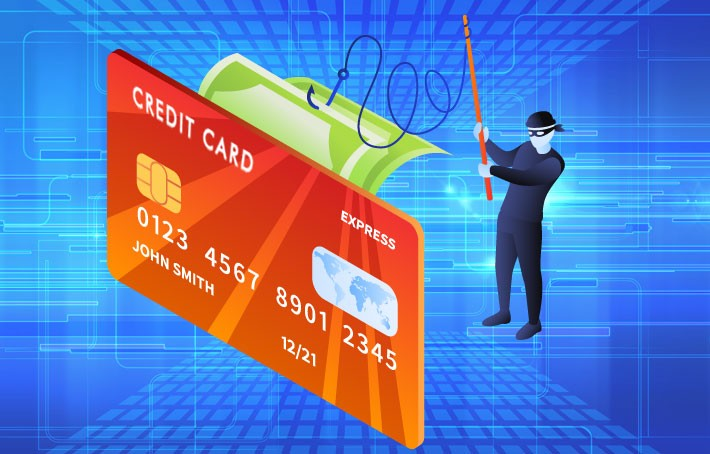 CREDIT CARD
EXPRESS
0123 4567 8901 2345
JOHN SMITH
12/21